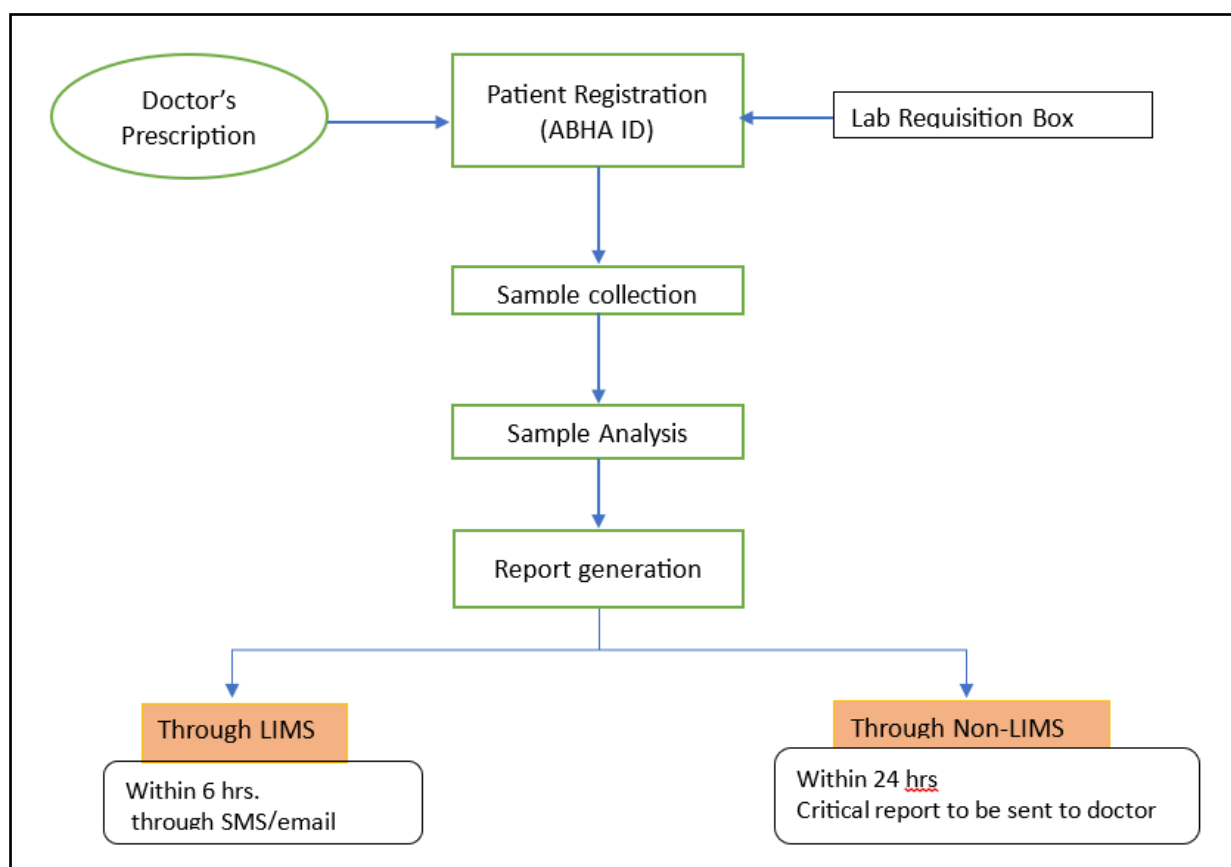 Doctor's
Prescription
Patient Registration
(ABHA ID)
Lab Requisition Box
Sample collection
Sample Analysis
Report generation
Through LIMS
Within 6 hrs.
through SMS/email
Through Non-LIMS
Within 24 hrs
Critical report to be sent to doctor